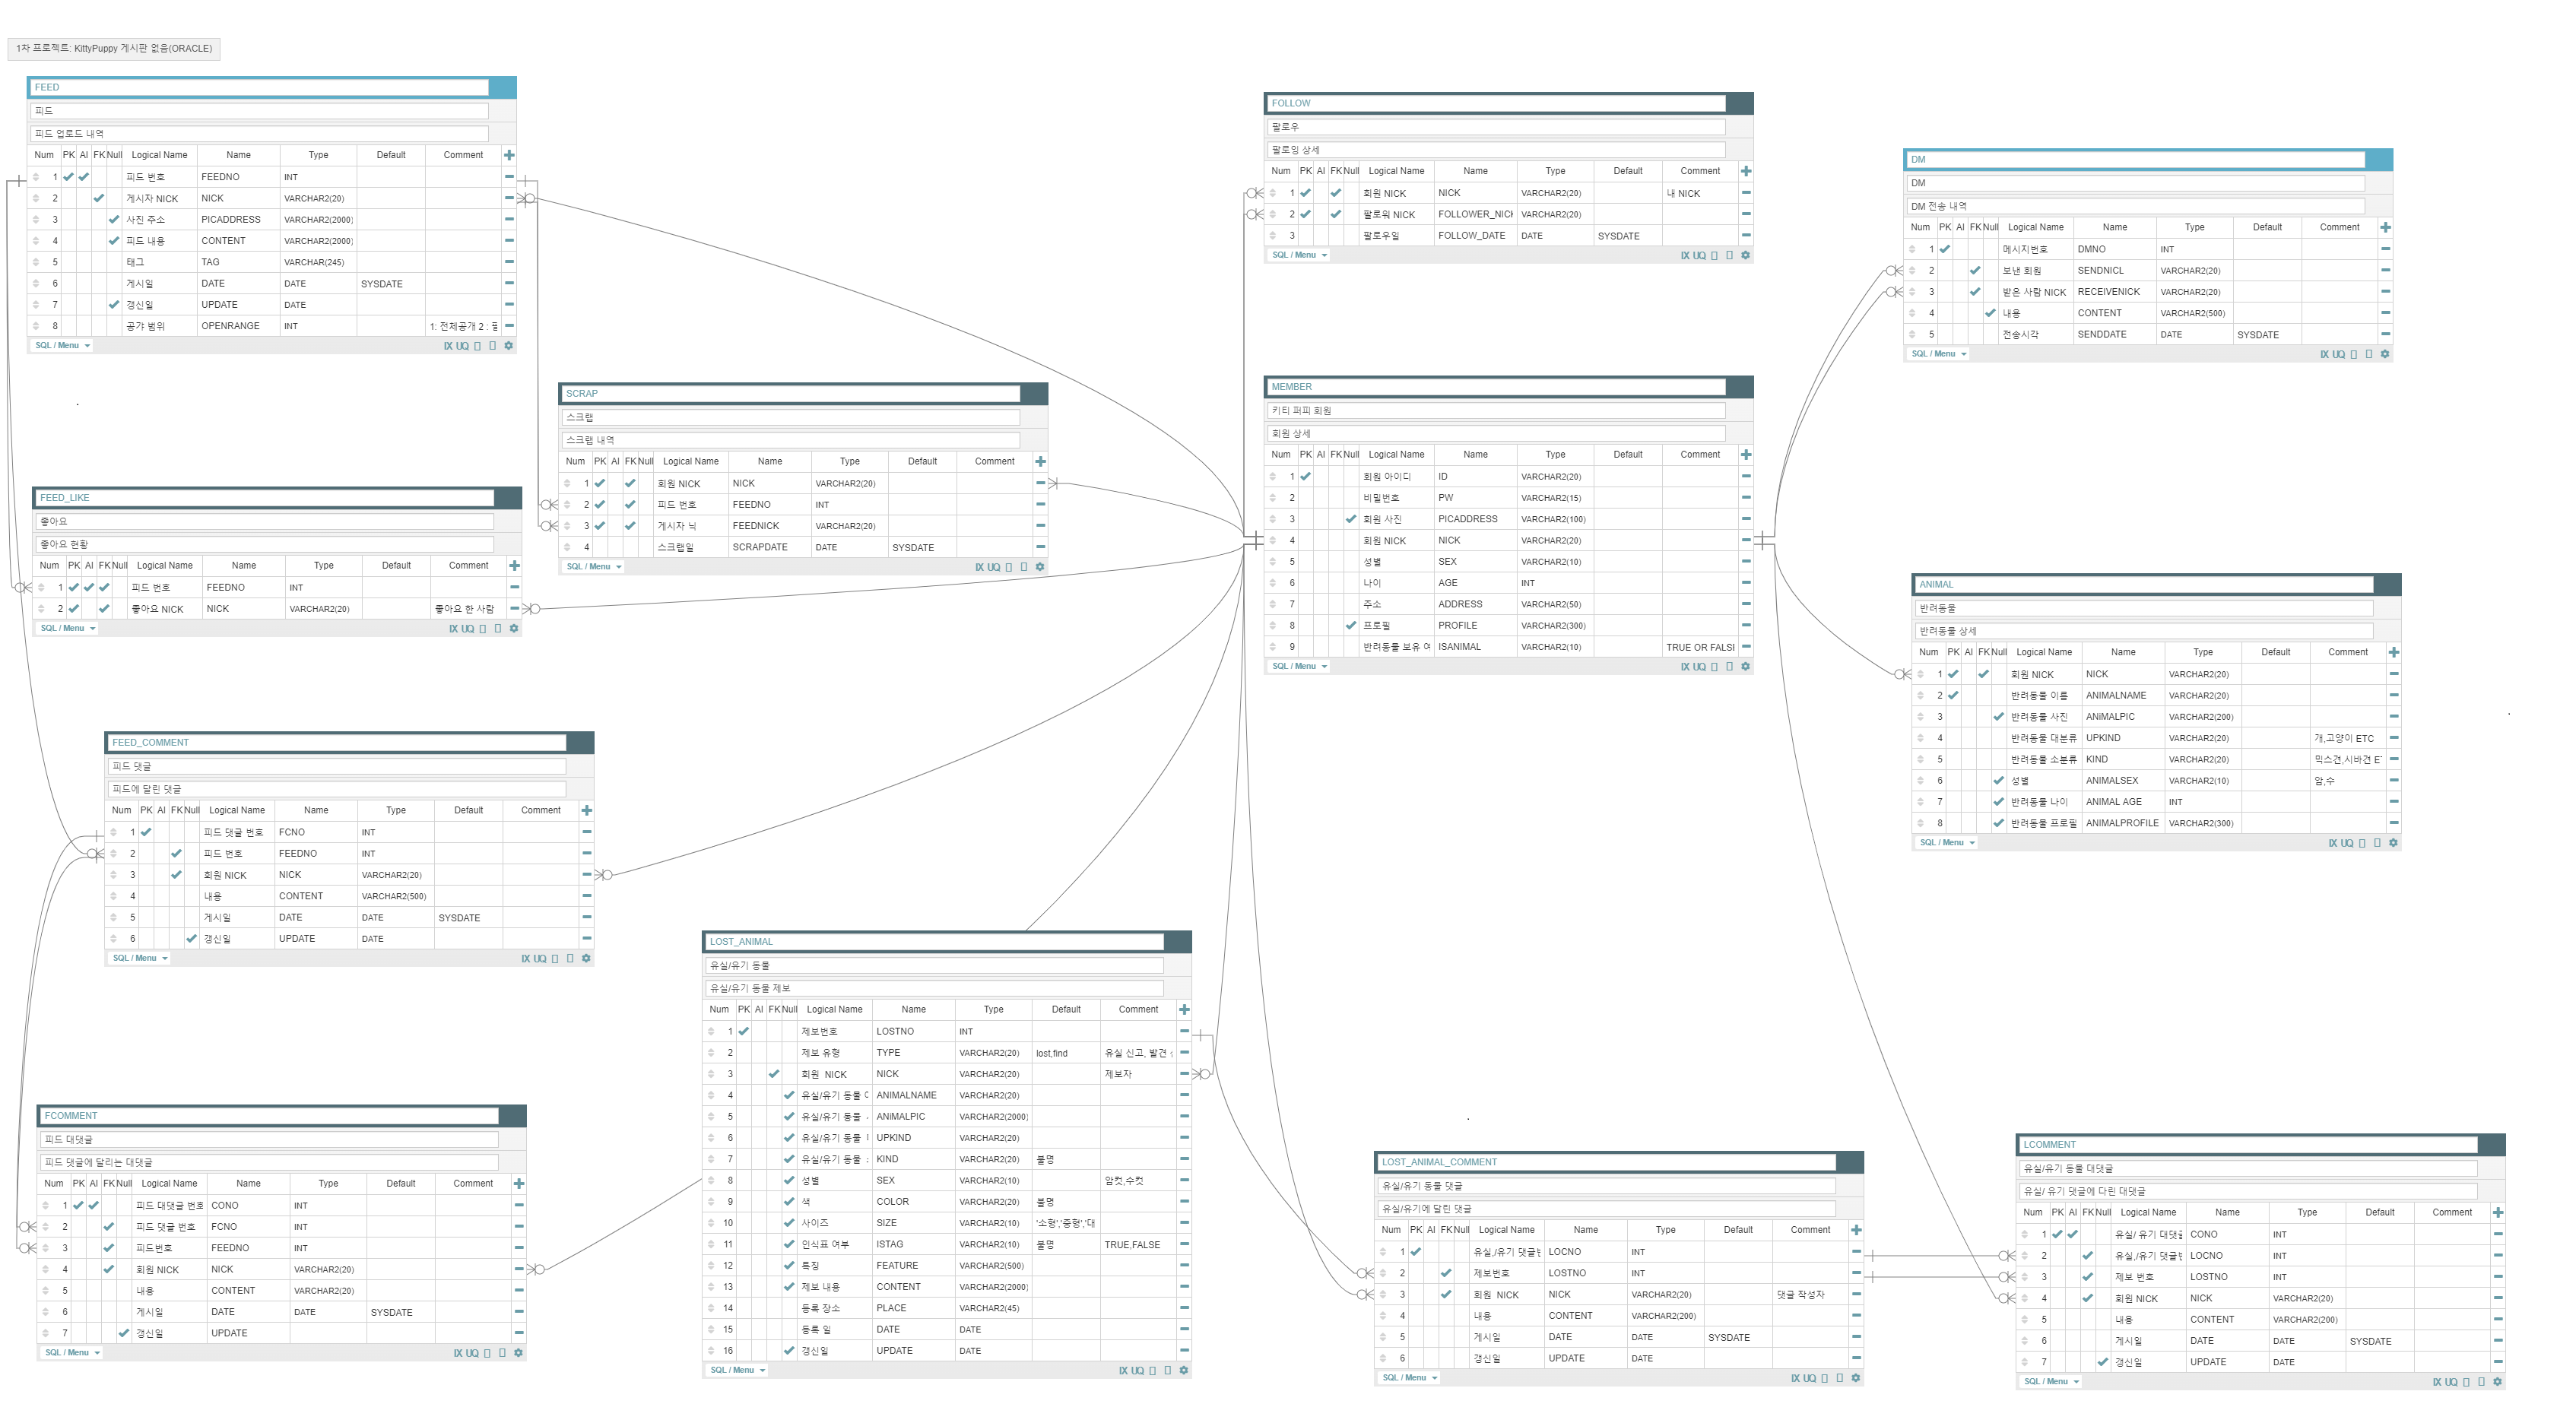 1차 프로젝트: KittyPuppy 게시판 없음(ORACLE)
FEED
피드
피드 업로드 내역
Num PK AI FK Null Logical Name Name Type Default Comment
1 피드 번호 FEEDNO INT
2 게시자 NICK NICK VARCHAR2(20)
3 사진 주소 PICADDRESS VARCHAR2(2000)
4 피드 내용 CONTENT VARCHAR2(2000)
5 태그 TAG VARCHAR(245)
6 게시일 DATE DATE SYSDATE
7 갱신일 UPDATE DATE
8 공갸 범위 OPENRANGE INT 1: 전체공개 2 :
SQL / Menu IX UQ
FOLLOW
팔로우
팔로잉 상세
Num PK AI FK Null Logical Name Name Type Default Comment
1 회원 NICK NICK VARCHAR2(20) 내 NICK
2 팔로워 NICK FOLLOWER_NICK VARCHAR2(20)
3 팔로우일 FOLLOW_DATE DATE SYSDATE
SQL / Menu IX UQ
DM
DM
DM 전송 내역
Num PK AI FK Null Logical Name Name Type Default Comment
1 메시지번호 DMNO INT
2 보낸 회원 SENDNICL VARCHAR2(20)
3 받은 사람 NICK RECEIVENICK VARCHAR2(20)
4 내용 CONTENT VARCHAR2(500)
5 전송시각 SENDDATE DATE SYSDATE
SQL / Menu IX UQ
SCRAP
스크랩
스크랩 내역
Num PK AI FK Null Logical Name Name Type Default Comment
1 회원 NICK NICK VARCHAR2(20)
2 피드 번호 FEEDNO INT
3 게시자 닉 FEEDNICK VARCHAR2(20)
4 스크랩일 SCRAPDATE DATE SYSDATE
SQL / Menu IX UQ
MEMBER
키티 퍼피 회원
회원 상세
Num PK AI FK Null Logical Name Name Type Default Comment
1 회원 아이디 ID VARCHAR2(20)
2 비밀번호 PW VARCHAR2(15)
3 회원 사진 PICADDRESS VARCHAR2(100)
4 회원 NICK NICK VARCHAR2(20)
5 성별 SEX VARCHAR2(10)
6 나이 AGE INT
7 주소 ADDRESS VARCHAR2(50)
8 프로필 PROFILE VARCHAR2(300)
9 반려동물 보유 여 ISANIMAL VARCHAR2(10) TRUE OR FALSI
SQL / Menu IX UQ
FEED_LIKE
좋아요
좋아요 현황
Num PK AI FK Null Logical Name Name Type Default Comment
1 피드 번호 FEEDNO INT
2 좋아요 NICK NICK VARCHAR2(20) 좋아요 한 사람
SQL / Menu IX UQ
ANIMAL
반려동물
반려동물 상세
Num PK AI FK Null Logical Name Name Type Default Comment
1 회원 NICK NICK VARCHAR2(20)
2 반려동물 이름 ANIMALNAME VARCHAR2(20)
3 반려동물 사진 ANiMALPIC VARCHAR2(200)
4 반려동물 대분류 UPKIND VARCHAR2(20) 개,고양이 ETC
5 반려동물 소분류 KIND VARCHAR2(20) 믹스견,시바견 E
6 성별 ANIMALSEX VARCHAR2(10) 암,수
7 반려동물 나이 ANIMAL AGE INT
8 반려동물 프로필 ANIMALPROFILE VARCHAR2(300)
SQL / Menu IX UQ
FEED_COMMENT
피드 댓글
피드에 달린 댓글
Num PK AI FK Null Logical Name Name Type Default Comment
1 피드 댓글 번호 FCNO INT
2 피드 번호 FEEDNO INT
3 회원 NICK NICK VARCHAR2(20)
4 내용 CONTENT VARCHAR2(500)
5 게시일 DATE DATE SYSDATE
6 갱신일 UPDATE DATE
SQL / Menu IX UQ
LOST_ANIMAL
유실/유기 동물
유실/유기 동물 제보
Num PK AI FK Null Logical Name Name Type Default Comment
1 제보번호 LOSTNO INT
2 제보 유형 TYPE VARCHAR2(20) lost,find 유실 신고, 발견
3 회원 NICK NICK VARCHAR2(20) 제보자
4 유실/유기 동물 ANIMALNAME VARCHAR2(20)
5 유실/유기 동물 ANiMALPIC VARCHAR2(2000)
6 유실/유기 동물 UPKIND VARCHAR2(20)
7 유실/유기 동물 KIND VARCHAR2(20) 불명
8 성별 SEX VARCHAR2(10) 암컷,수컷
9 색 COLOR VARCHAR2(20) 불명
10 사이즈 SIZE VARCHAR2(10) '소형','중형','대
11 인식표 여부 ISTAG VARCHAR2(10) 불명 TRUE,FALSE
12 특징 FEATURE VARCHAR2(500)
13 제보 내용 CONTENT VARCHAR2(2000)
14 등록 장소 PLACE VARCHAR2(45)
15 등록 일 DATE DATE
16 갱신일 UPDATE DATE
SQL / Menu IX UQ
FCOMMENT
피드 대댓글
피드 댓글에 달리는 대댓글
Num PK AI FK Null Logical Name Name Type Default Comment
1 피드 대댓글 번호 CONO INT
2 피드 댓글 번호 FCNO INT
3 피드번호 FEEDNO INT
4 회원 NICK NICK VARCHAR2(20)
5 내용 CONTENT VARCHAR2(20)
6 게시일 DATE DATE SYSDATE
7 갱신일 UPDATE
SQL / Menu IX UQ
LOST_ANIMAL_COMMENT
유실/유기 동물 댓글
유실/유기에 달린 댓글
Num PK AI FK Null Logical Name Name Type Default Comment
1 유실,/유기 댓글 LOCNO INT
2 제보번호 LOSTNO INT
3 회원 NICK NICK VARCHAR2(20) 댓글 작성자
4 내용 CONTENT VARCHAR2(200)
5 게시일 DATE DATE SYSDATE
6 갱신일 UPDATE DATE
SQL / Menu IX UQ
LCOMMENT
유실/유기 동물 대댓글
유실/ 유기 댓글에 다린 대댓글
Num PK AI FK Null Logical Name Name Type Default Comment
1 유실/ 유기 대댓글 CONO INT
2 유실,/유기 댓글 LOCNO INT
3 제보 번호 LOSTNO INT
4 회원 NICK NICK VARCHAR2(20)
5 내용 CONTENT VARCHAR2(200)
6 게시일 DATE DATE SYSDATE
7 갱신일 UPDATE DATE
SQL / Menu IX UQ